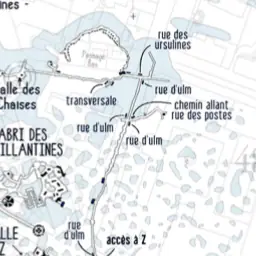 nes -
rue des
ursulines
alle des
Chaises
transversale
rue d'ulm
chemin allant
rue des postes
rue d'ulm
rue d'ulm
ABRI DES
ILLANTINES
rue
d'ulm
accès à Z
LLE
Z